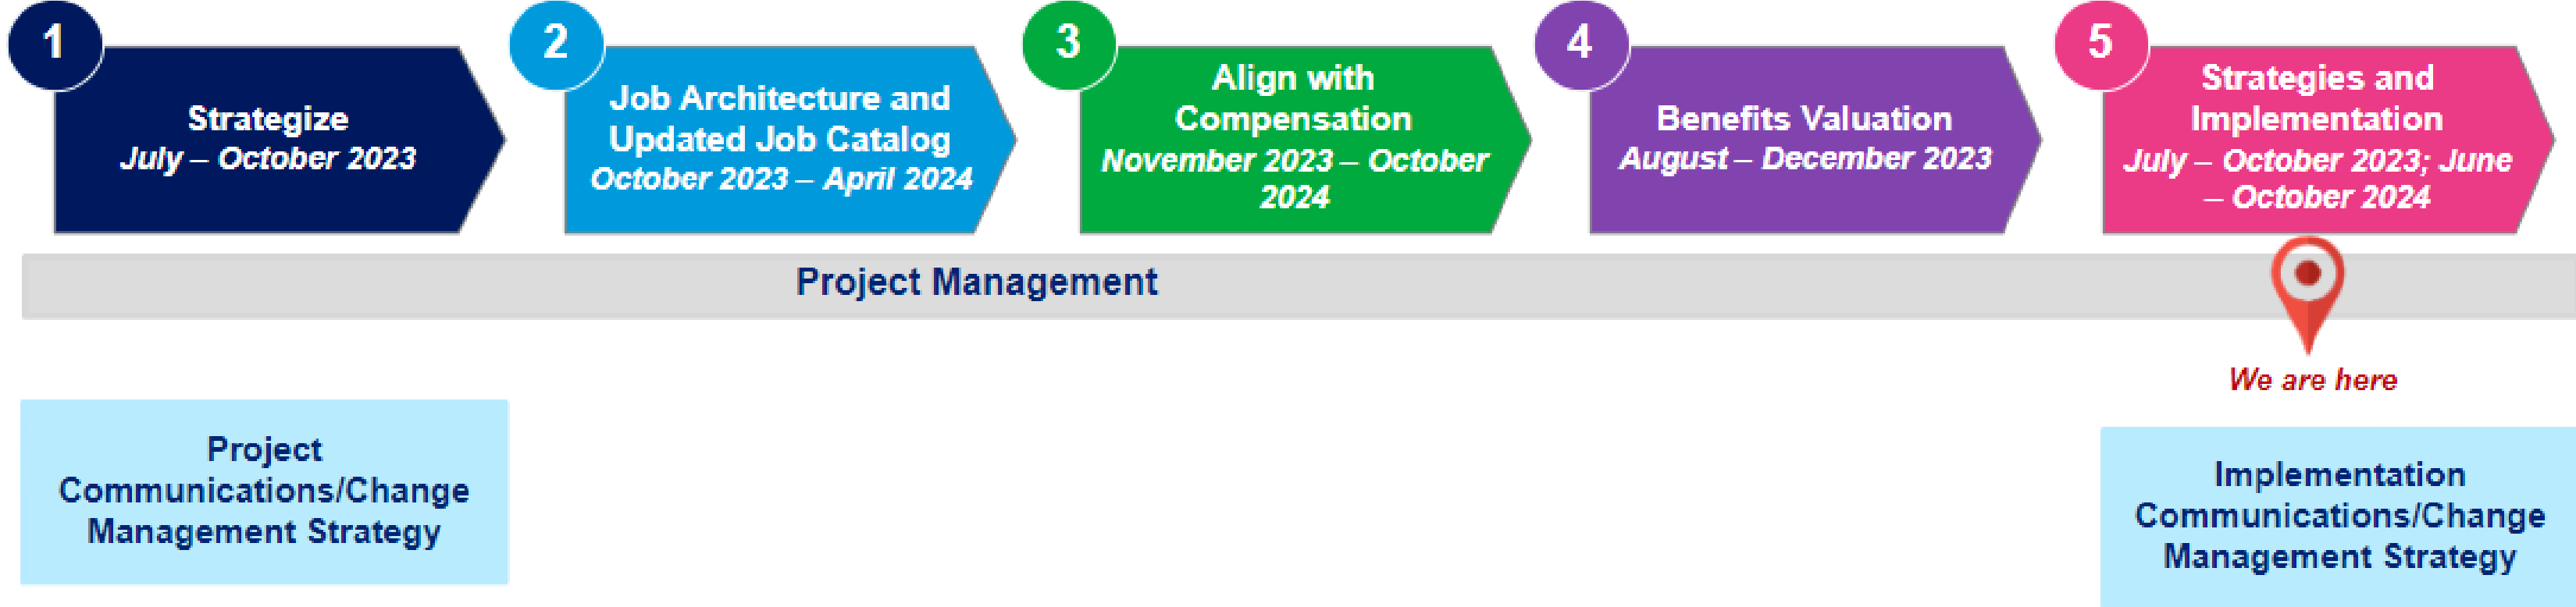 1
Strategize
July – October 2023
2
Job Architecture and
Updated Job Catalog
October 2023 – April 2024
3
Align with
Compensation
November 2023 – October
2024
4
Benefits Valuation
August – December 2023
5
Strategies and
Implementation
July – October 2023; June
– October 2024
Project Management
We are here
Project
Communications/Change
Management Strategy
Implementation
Communications/Change
Management Strategy